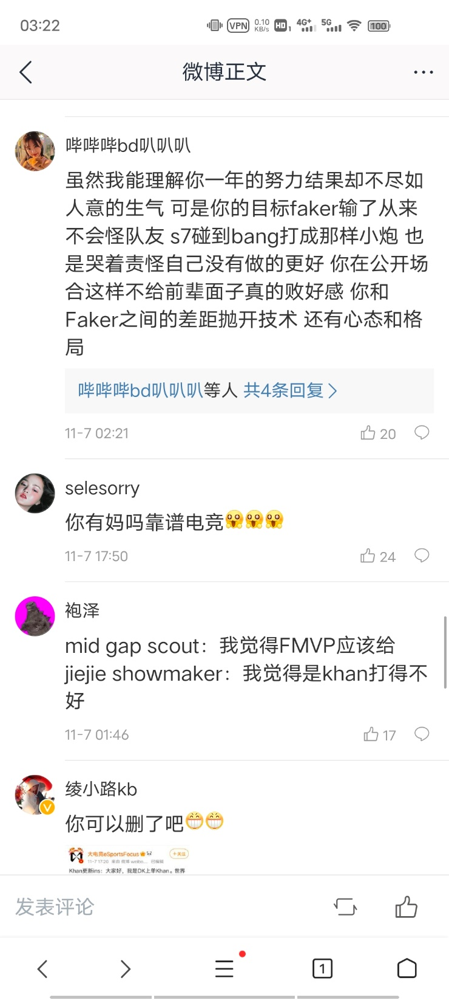 03:22
VPN
0.10
KB/s
HD 1
4G+
5G
100
微博正文
哔哔哔bd叭叭叭
虽然我能理解你一年的努力结果却不尽如
人意的生气 可是你的目标faker输了从来
不会怪队友 s7碰到bang打成那样小炮 也
是哭着责怪自己没有做的更好 你在公开场
合这样不给前辈面子真的败好感 你和
Faker之间的差距抛开技术 还有心态和格
局
哔哔哔bd叭叭叭等人 共4条回复
11-7 02:21
20
selesorry
你有妈吗靠谱电竞🤩🤩🤩
11-7 17:50
24
袍泽
mid gap scout：我觉得FMVP应该给
jiejie showmaker：我觉得是khan打得不
好
11-7 01:46
17
绫小路kb
你可以删了吧😁😁
大电竞eSportsFocus
+关注
11-7 17:20 来自 微博 weibo... 已编辑
Khan更新ins：大家好，我是DK上单Khan。世界
发表评论
1